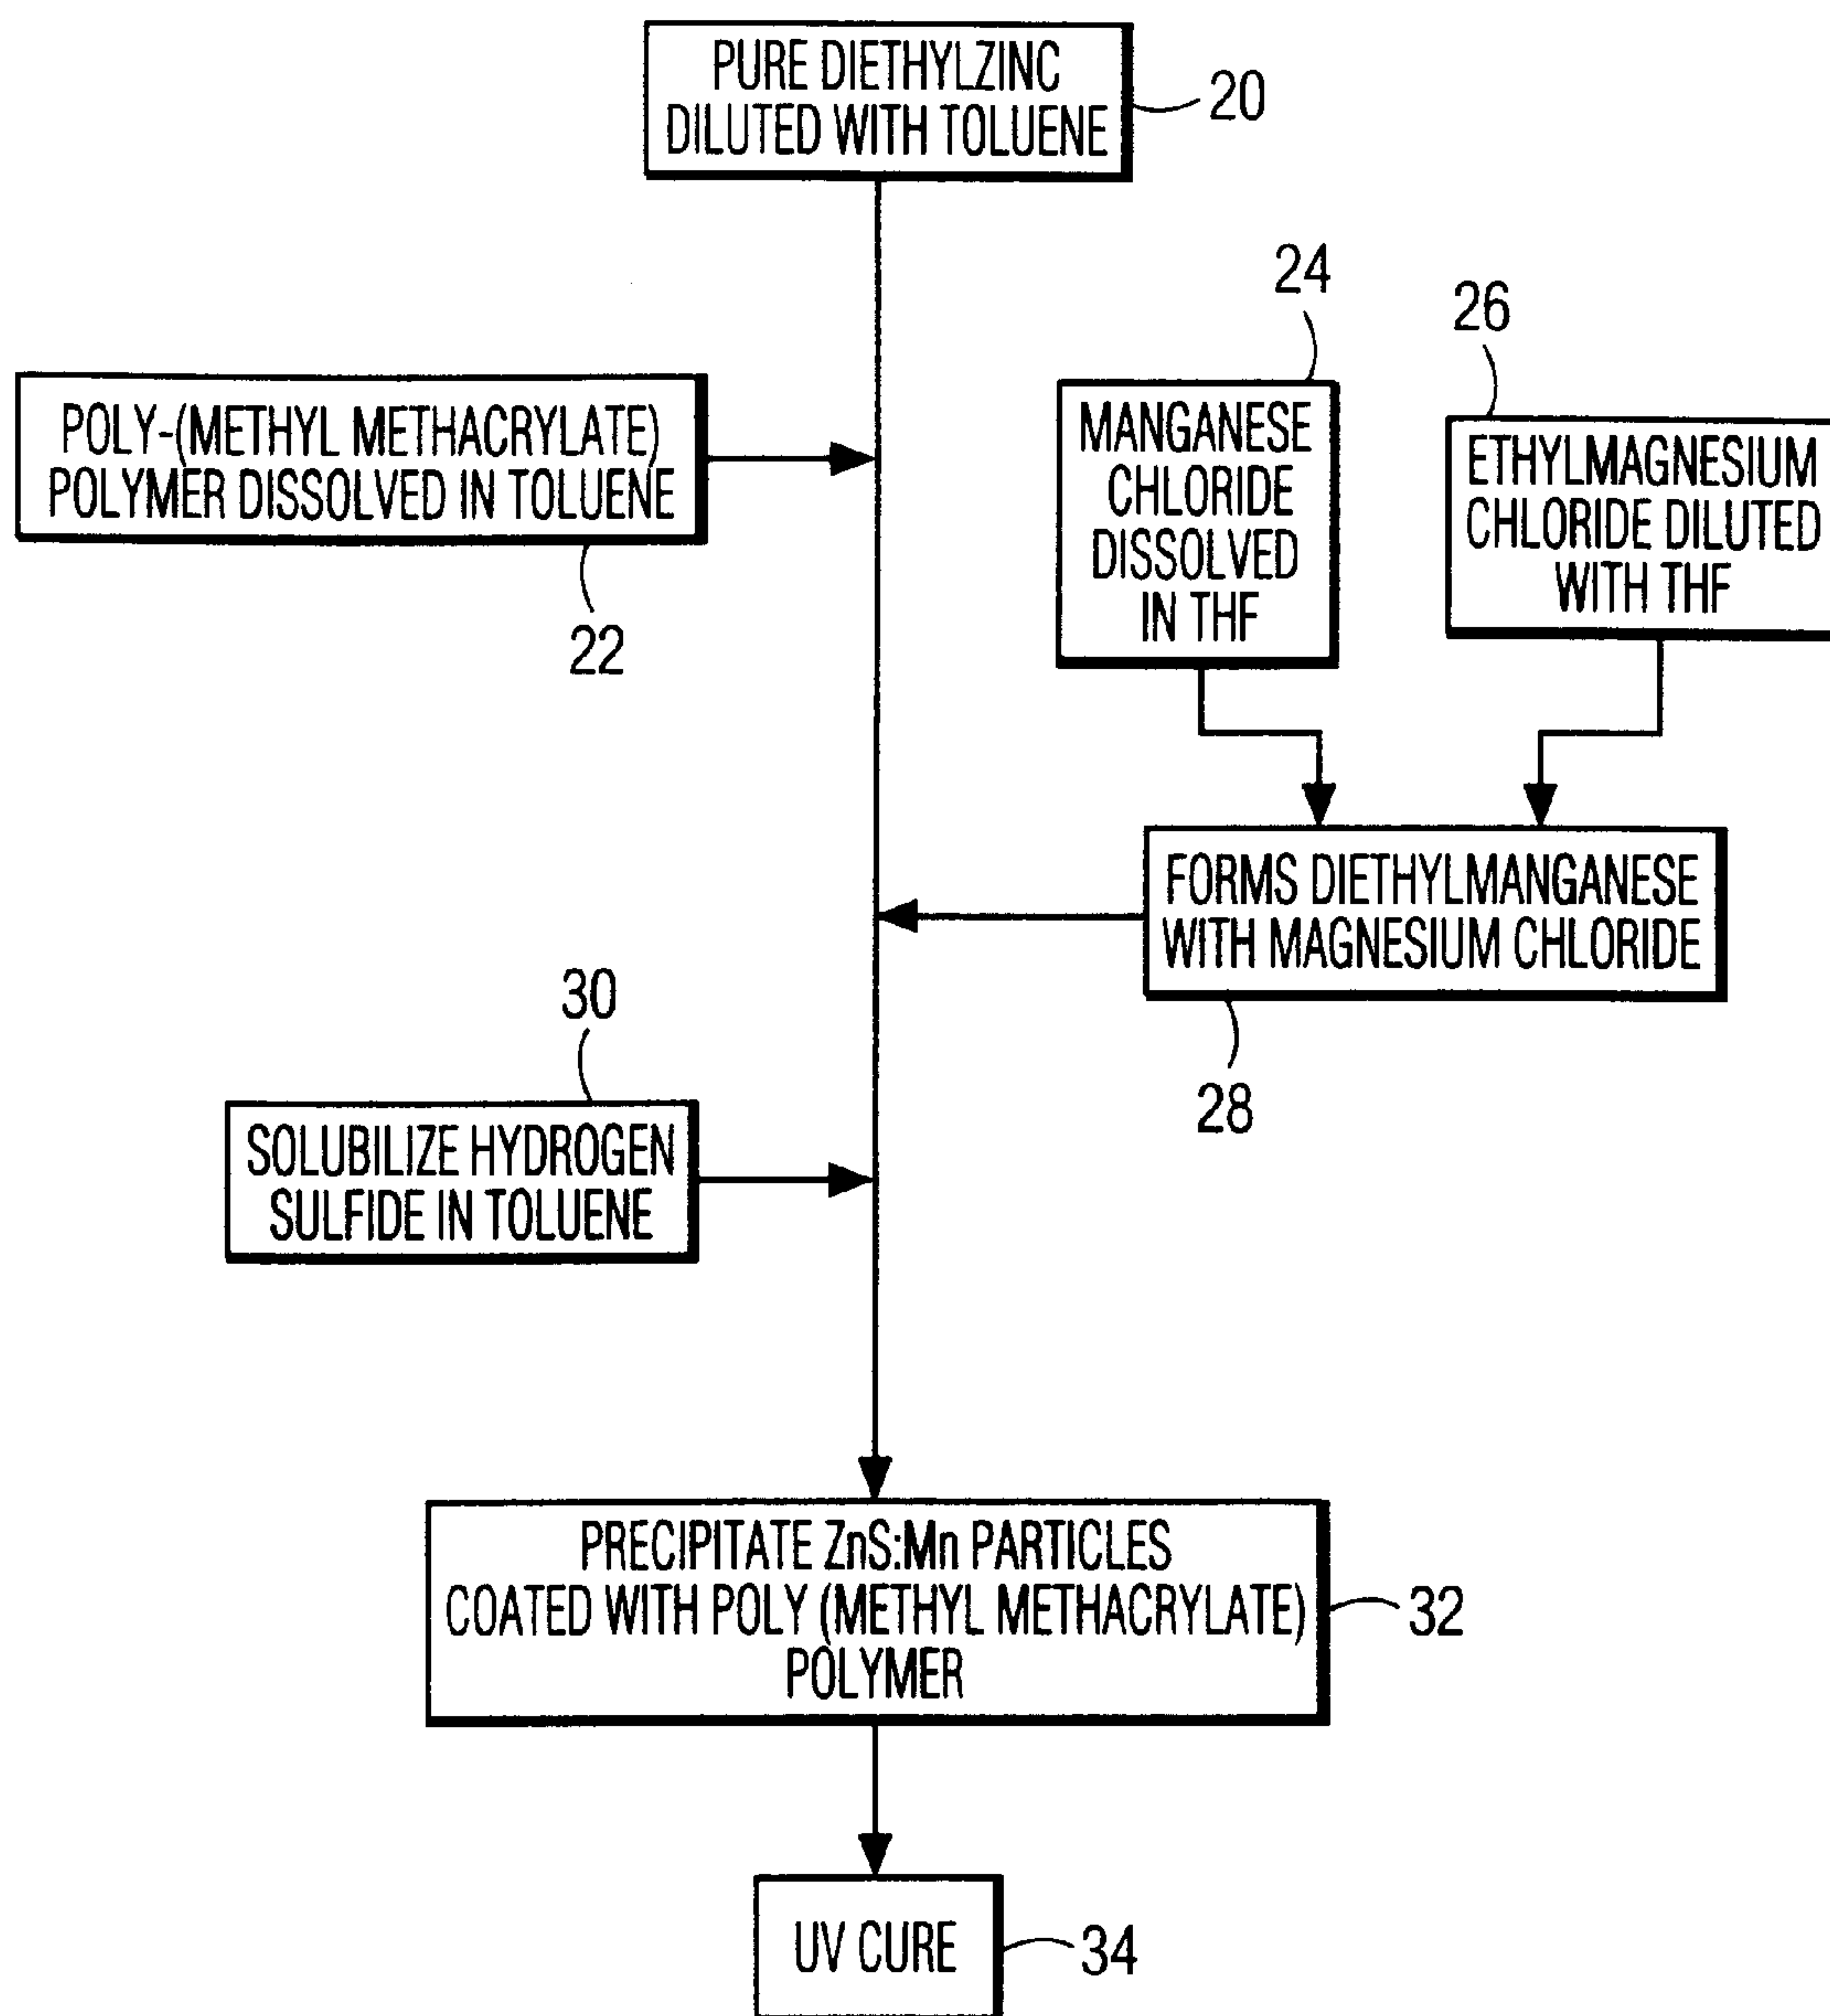 PURE DIETHYLZINC
DILUTED WITH TOLUENE
20
24
26
POLY-(METHYL METHACRYLATE)
POLYMER DISSOLVED IN TOLUENE
22
MANGANESE
CHLORIDE
DISSOLVED
IN THF
ETHYLMAGNESIUM
CHLORIDE DILUTED
WITH THF
FORMS DIETHYLMANGANESE
WITH MAGNESIUM CHLORIDE
28
30
SOLUBILIZE HYDROGEN
SULFIDE IN TOLUENE
PRECIPITATE ZnS:Mn PARTICLES
COATED WITH POLY (METHYL METHACRYLATE)
POLYMER
32
UV CURE
34